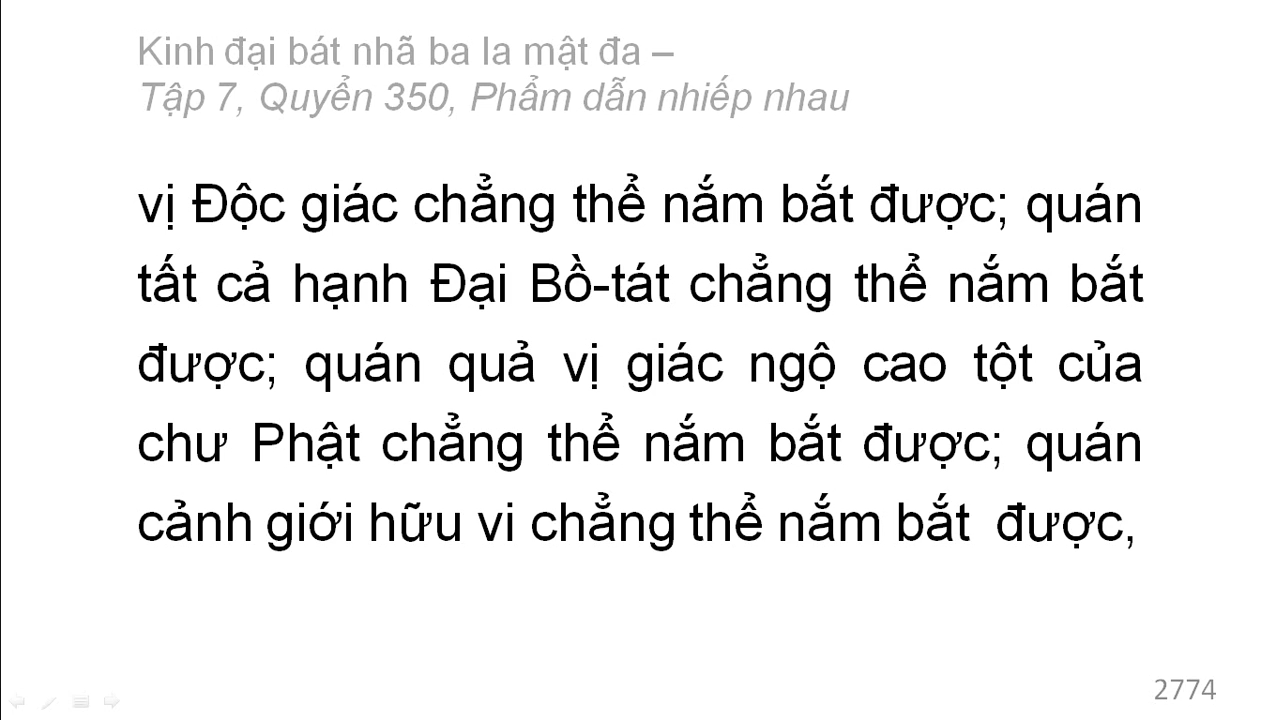 Kinh đại bát nhã ba la mật đa –
Tập 7, Quyển 350, Phẩm dẫn nhiếp nhau
vị Độc giác chẳng thể nắm bắt được; quán
tất cả hạnh Đại Bồ-tát chẳng thể nắm bắt
được; quán quả vị giác ngộ cao tột của
chư Phật chẳng thể nắm bắt được; quán
cảnh giới hữu vi chẳng thể nắm bắt  được,
2774